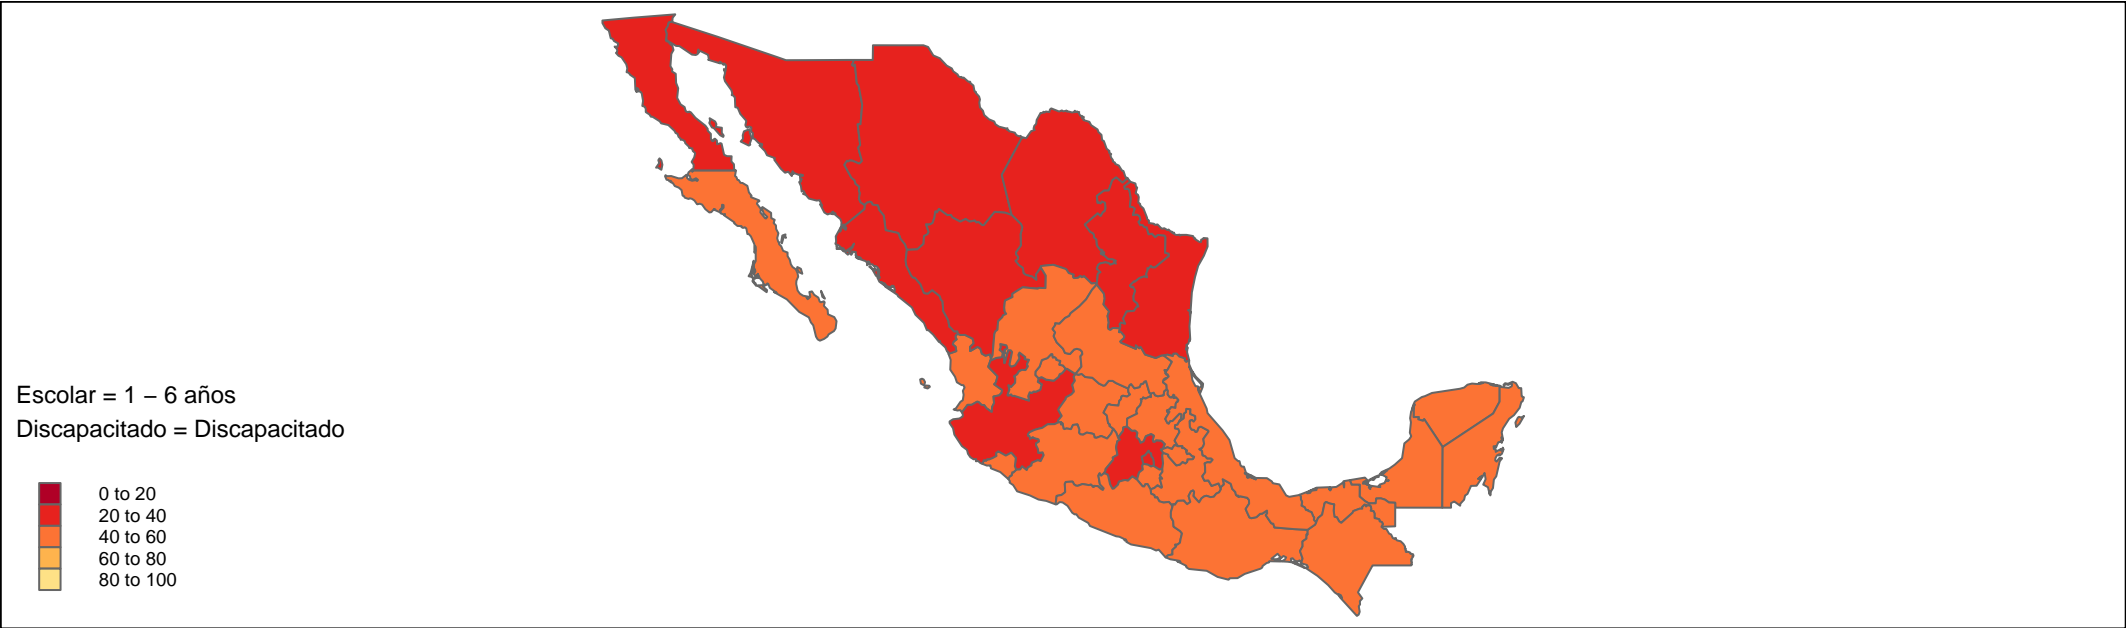 Escolar = 1 – 6 años
Discapacitado = Discapacitado
0 to 20
20 to 40
40 to 60
60 to 80
80 to 100